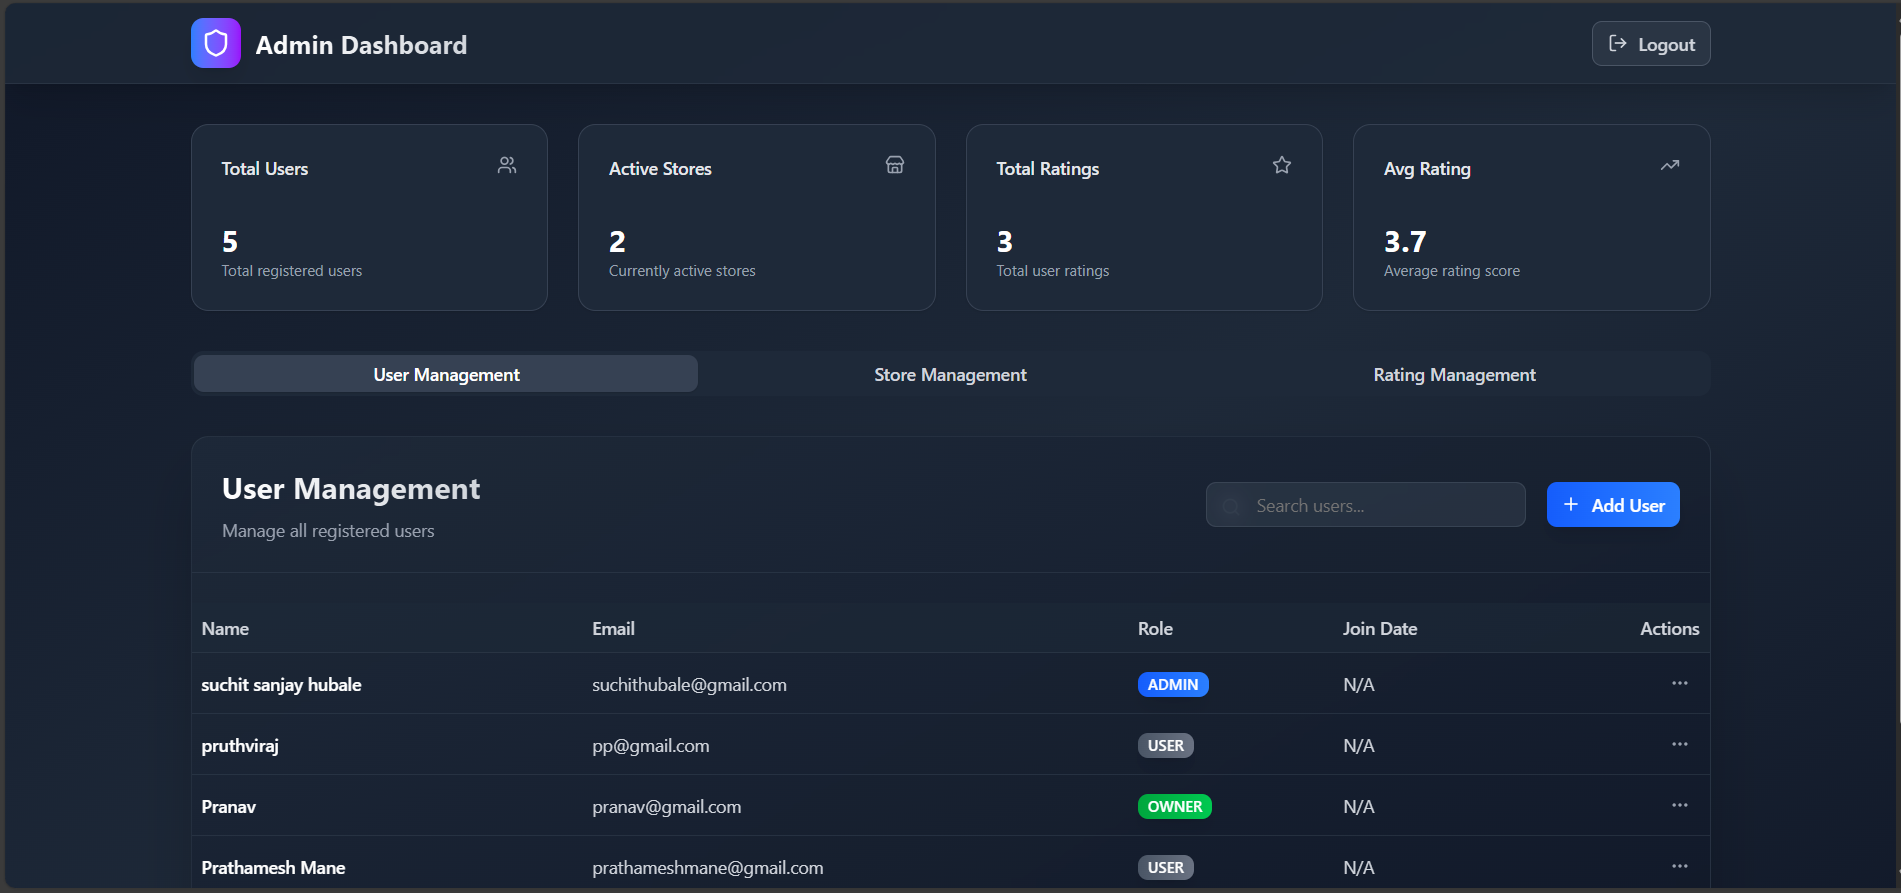 Admin Dashboard
Logout
Total Users
Active Stores
Total Ratings
Avg Rating
5
2
3
3.7
Total registered users
Currently active stores
Total user ratings
Average rating score
User Management
Store Management
Rating Management
User Management
Manage all registered users
Search users...
Add User
Name Email Role Join Date Actions
suchit sanjay hubale suchithubale@gmail.com ADMIN N/A
pruthviraj pp@gmail.com USER N/A
Pranav pranav@gmail.com OWNER N/A
Prathamesh Mane prathameshmane@gmail.com USER N/A